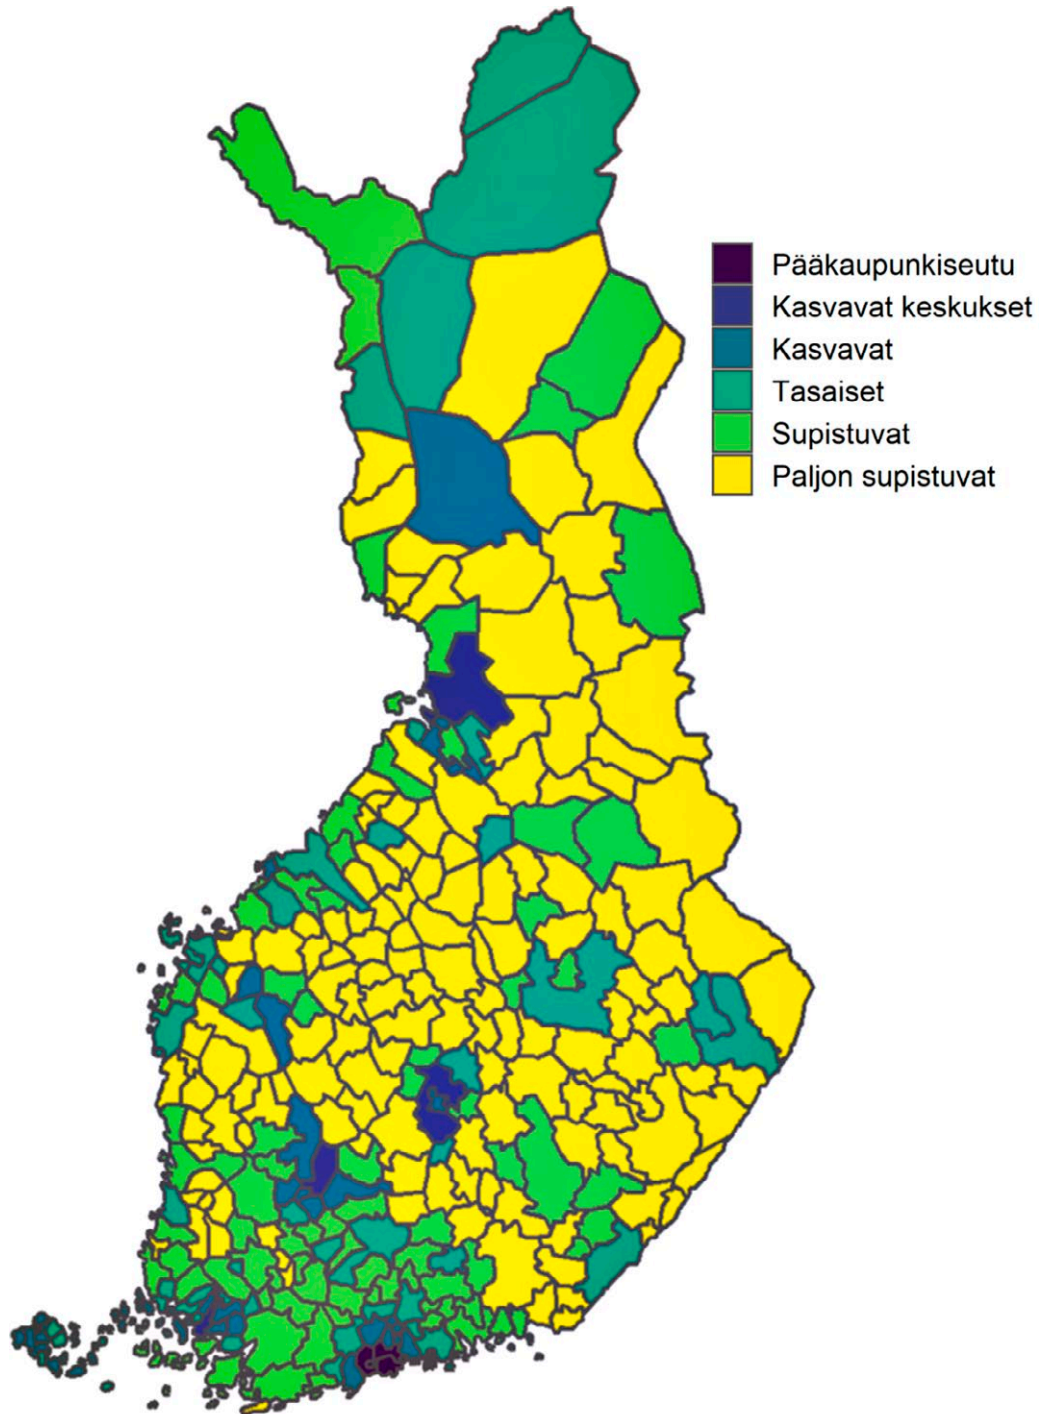 Pääkaupunkiseutu
Kasvavat keskukset
Kasvavat
Tasaiset
Supistuvat
Paljon supistuvat